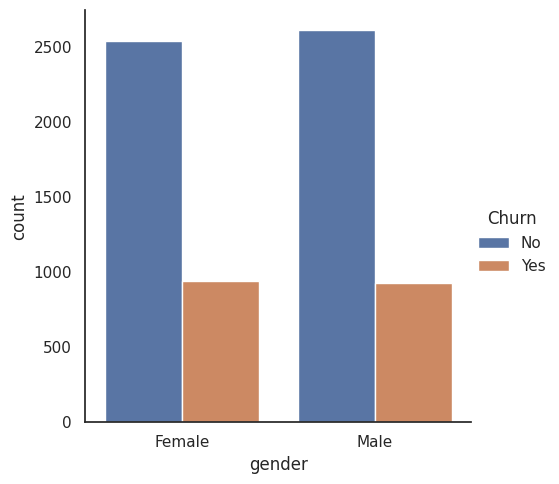 2500
2000
1500
1000
500
0
count
Female
Male
gender
Churn
No
Yes